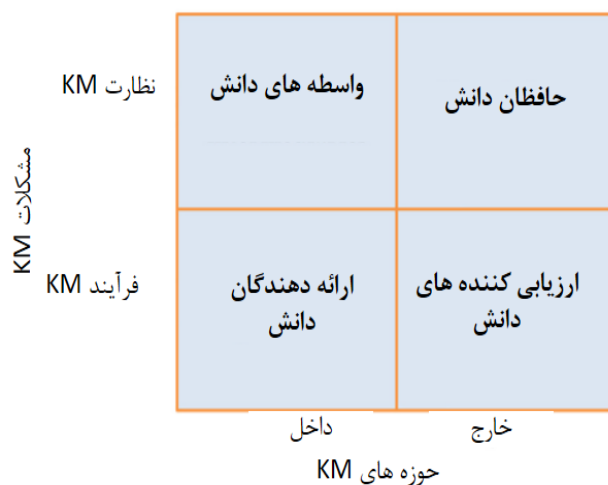 نظارت KM
واسطه های دانش
حافظان دانش
مشکلات KM
فرآیند KM
ارائه دهندگان
دانش
ارزیابی کننده های
دانش
داخل
خارج
حوزه های KM